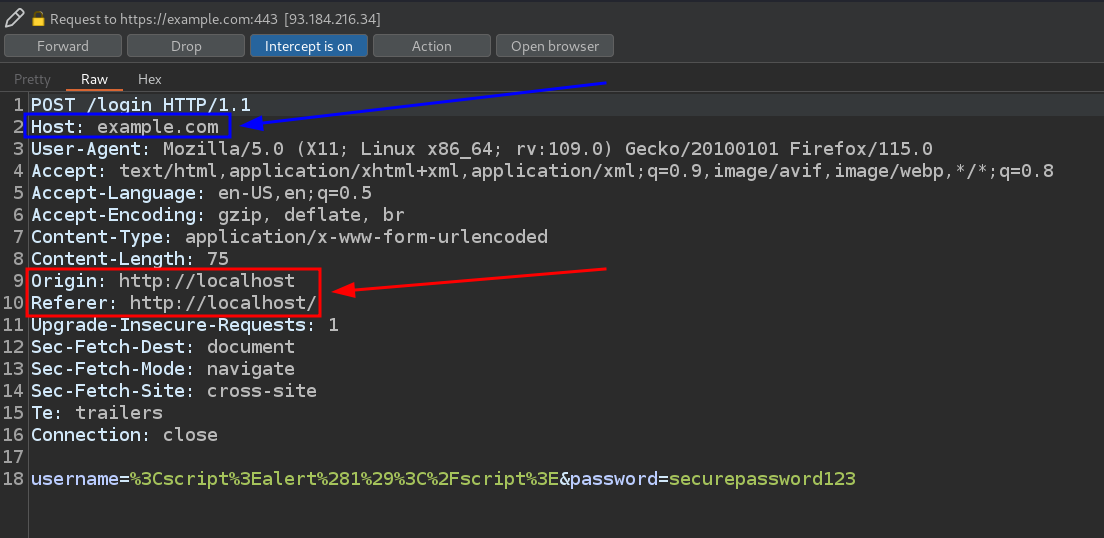 Request to https://example.com:443 [93.184.216.34]
Forward Drop Intercept is on Action Open browser
Pretty Raw Hex
1 POST /login HTTP/1.1
2 Host: example.com
3 User-Agent: Mozilla/5.0 (X11; Linux x86_64; rv:109.0) Gecko/20100101 Firefox/115.0
4 Accept: text/html,application/xhtml+xml,application/xml;q=0.9,image/avif,image/webp,*/*;q=0.8
5 Accept-Language: en-US,en;q=0.5
6 Accept-Encoding: gzip, deflate, br
7 Content-Type: application/x-www-form-urlencoded
8 Content-Length: 75
9 Origin: http://localhost
10 Referer: http://localhost/
11 Upgrade-Insecure-Requests: 1
12 Sec-Fetch-Dest: document
13 Sec-Fetch-Mode: navigate
14 Sec-Fetch-Site: cross-site
15 Te: trailers
16 Connection: close
17
18 username=%3Cscript%3Ealert%281%29%3C%2Fscript%3E&password=securepassword123